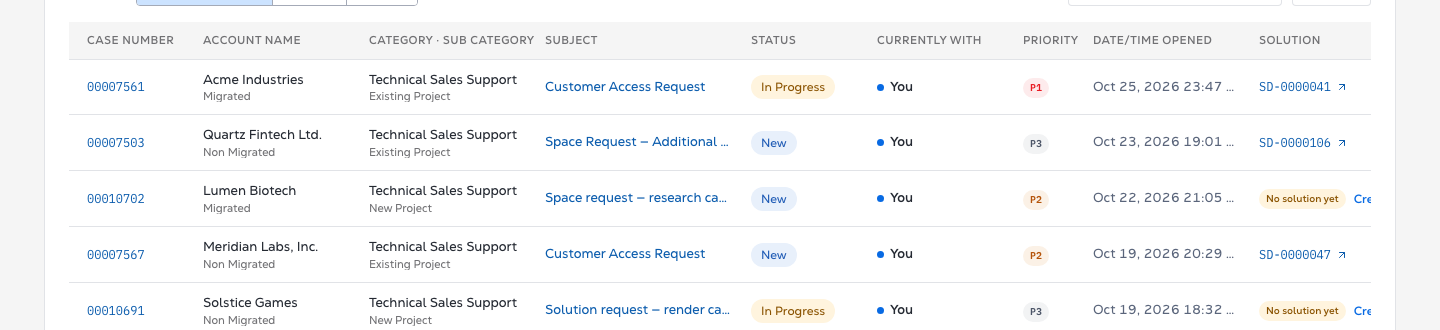 CASE NUMBER ACCOUNT NAME CATEGORY · SUB CATEGORY SUBJECT STATUS CURRENTLY WITH PRIORITY DATE/TIME OPENED SOLUTION
00007561 Acme Industries Technical Sales Support Customer Access Request In Progress You P1 Oct 25, 2026 23:47 ... SD-0000041 ↗
Migrated Existing Project
00007503 Quartz Fintech Ltd. Technical Sales Support Space Request – Additional ... New You P3 Oct 23, 2026 19:01 ... SD-0000106 ↗
Non Migrated Existing Project
00010702 Lumen Biotech Technical Sales Support Space request – research ca... New You P2 Oct 22, 2026 21:05 ... No solution yet Cre
Migrated New Project
00007567 Meridian Labs, Inc. Technical Sales Support Customer Access Request New You P2 Oct 19, 2026 20:29 ... SD-0000047 ↗
Non Migrated Existing Project
00010691 Solstice Games Technical Sales Support Solution request – render ca... In Progress You P3 Oct 19, 2026 18:32 ... No solution yet Cre
Non Migrated New Project